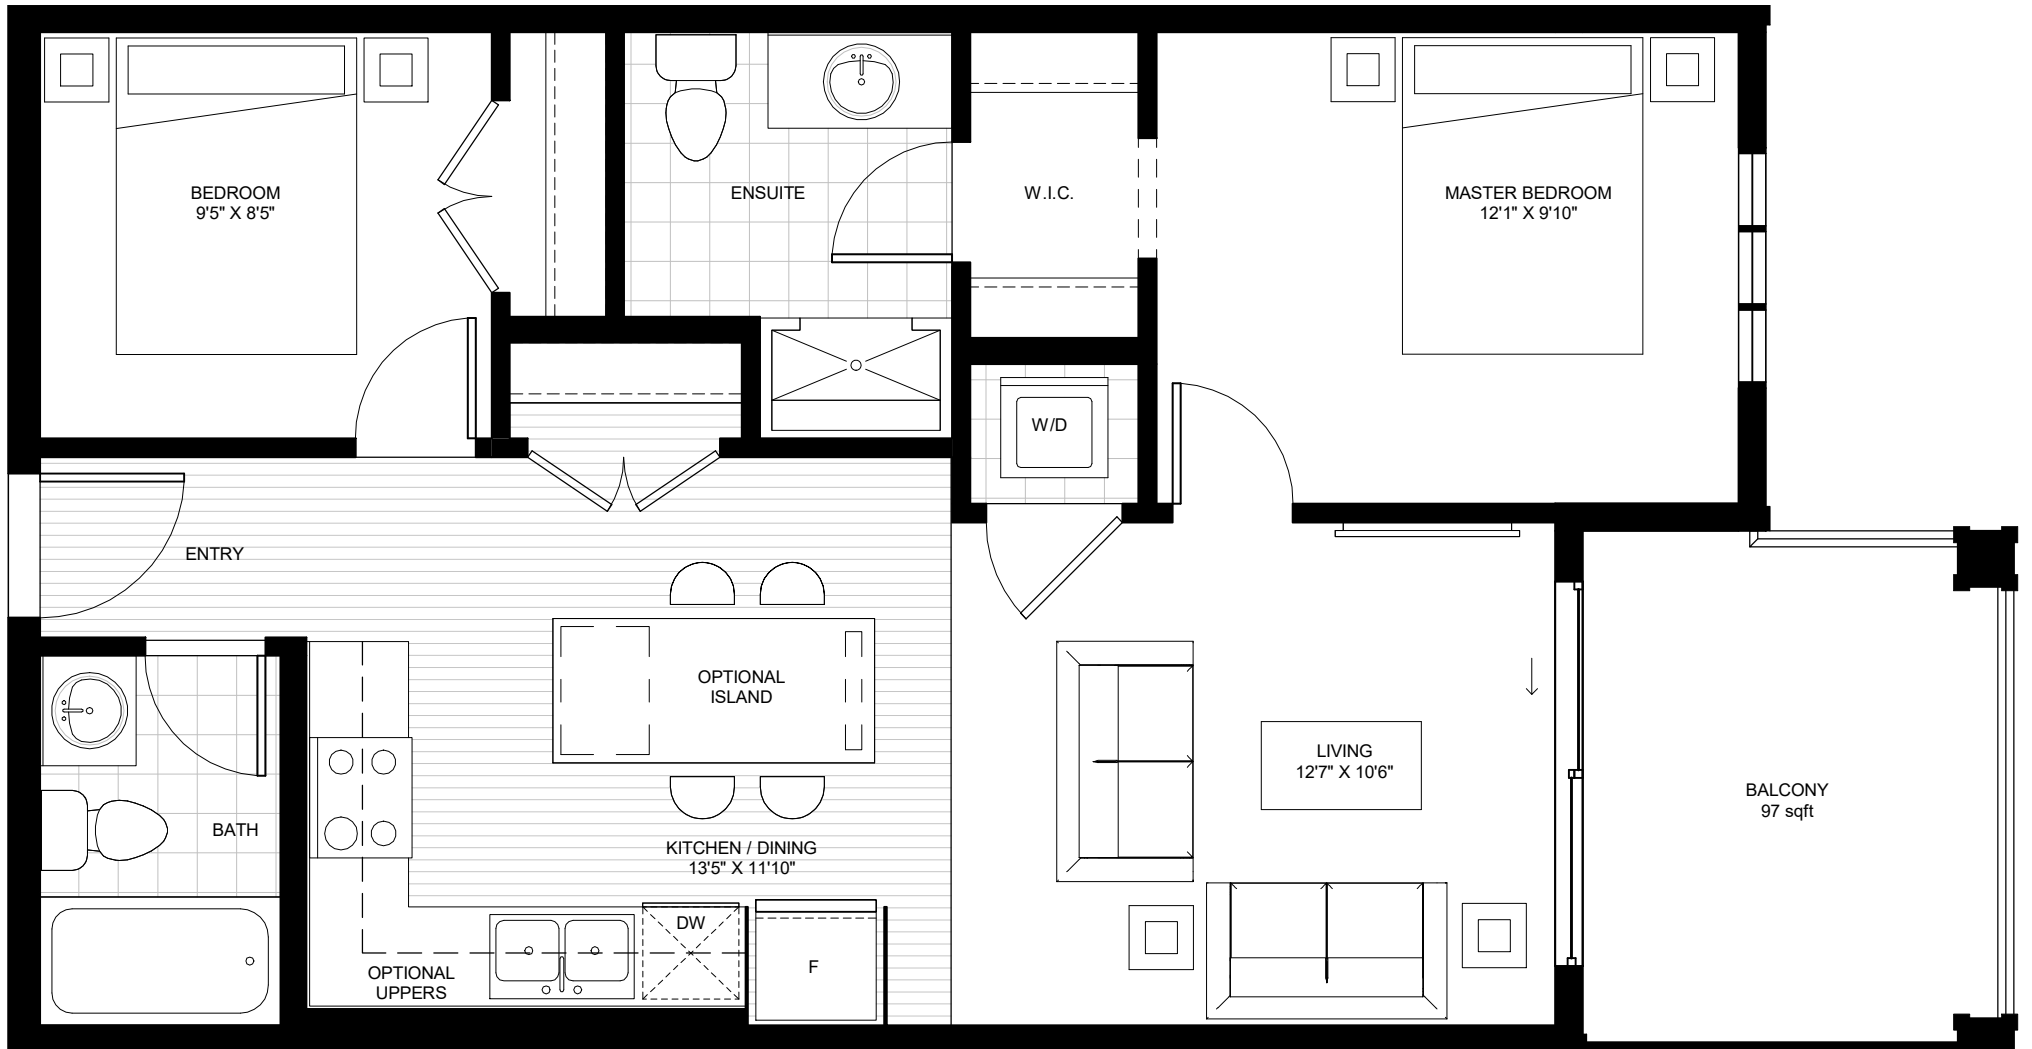 BEDROOM
9'5" X 8'5"
ENSUITE
W.I.C.
MASTER BEDROOM
12'1" X 9'10"
W/D
ENTRY
OPTIONAL
ISLAND
LIVING
12'7" X 10'6"
BALCONY
97 sqft
BATH
KITCHEN / DINING
13'5" X 11'10"
DW
F
OPTIONAL
UPPERS